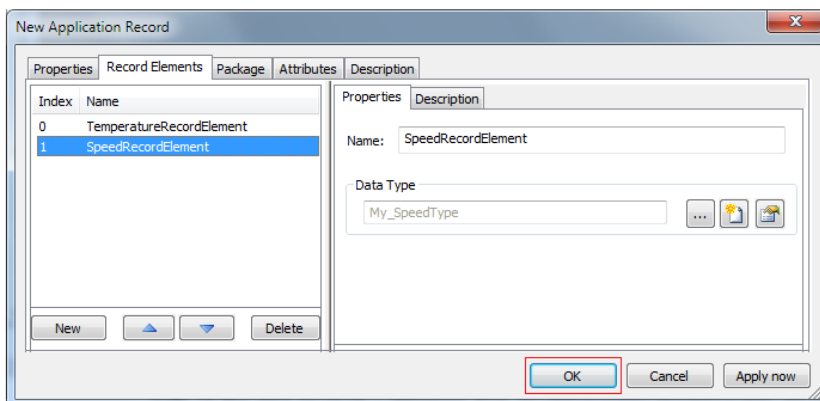 New Application Record
Properties Record Elements Package Attributes Description
Index Name
0 TemperatureRecordElement
1 SpeedRecordElement
New Delete
Properties Description
Name: SpeedRecordElement
Data Type
My_SpeedType ...
OK Cancel Apply now